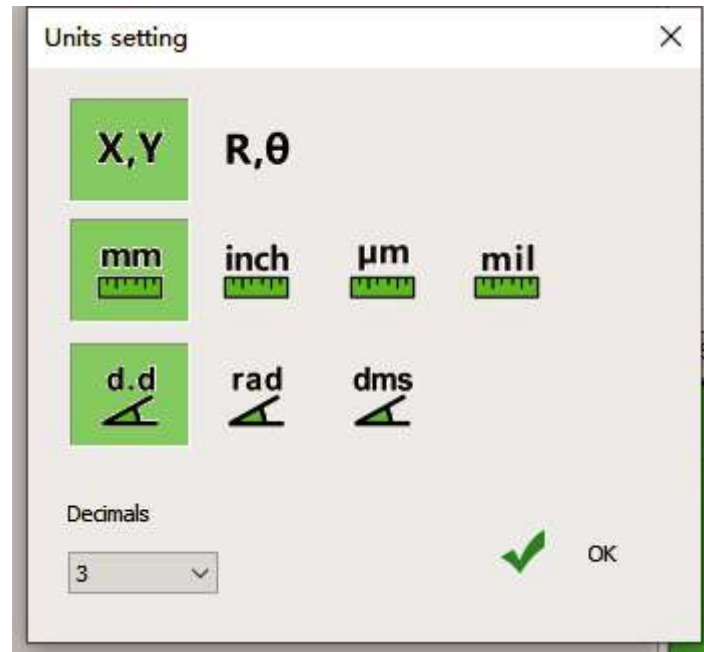 Units setting
X,Y R,θ
mm inch µm mil
d.d rad dms
Decimals
3
OK